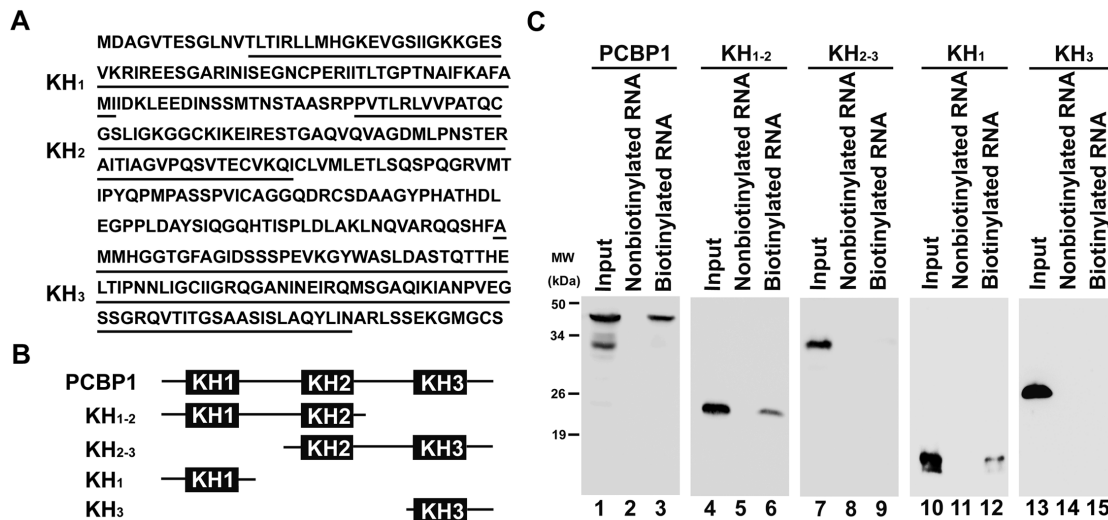 A
MDAGVTESGLNVTLTIRLLMHGKEVGSIIGKKGES
KH1
VKRIREESGARINISEGNCPERIITLTGPTNAIFKAFA
MIIDKLEEDINSSMTNSTAASRPPVTLRLVVPATQC
GSLIGKGGCKIKEIRESTGAQVQVAGDMLPNSTER
KH2
AITIAGVPQSVTECVKQICLVMLETLSQSPQGRVMT
IPYQPMPASSPVICAGGQDRCSDAAGYPHATHDL
EGPPLDAYSIQGQHTISPLDLAKLNQVARQQSHFA
MMHGGTGFAGIDSSSPEVKGYWASLDASTQTTHE
KH3
LTIPNNLIGCIIGRQGANINEIRQMSGAQIKIANPVEG
SSGRQVTITGSAASISLAQYLINARLSSEKGMGCS
B
PCBP1 KH1 KH2 KH3
KH1-2 KH1 KH2
KH2-3 KH2 KH3
KH1 KH1
KH3 KH3
C
PCBP1 KH1-2 KH2-3 KH1 KH3
Input Nonbiotinylated RNA Biotinylated RNA Input Nonbiotinylated RNA Biotinylated RNA Input Nonbiotinylated RNA Biotinylated RNA Input Nonbiotinylated RNA Biotinylated RNA Input Nonbiotinylated RNA Biotinylated RNA
MW
(kDa)
50
34
26
19
1 2 3 4 5 6 7 8 9 10 11 12 13 14 15